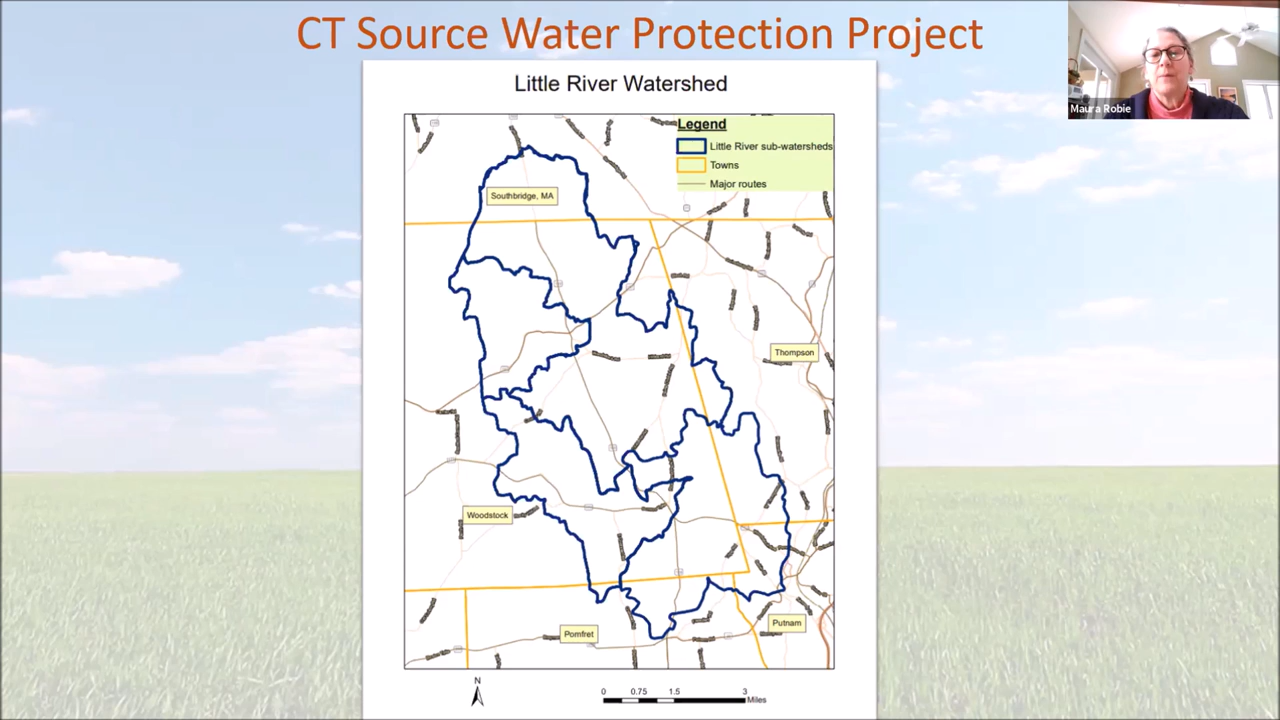 CT Source Water Protection Project
Maura Robie
Little River Watershed
Legend
Little River sub-watersheds
Towns
Major routes
Southbridge, MA
Thompson
Woodstock
Putnam
Pomfret
N
0 0.75 1.5 3
Miles